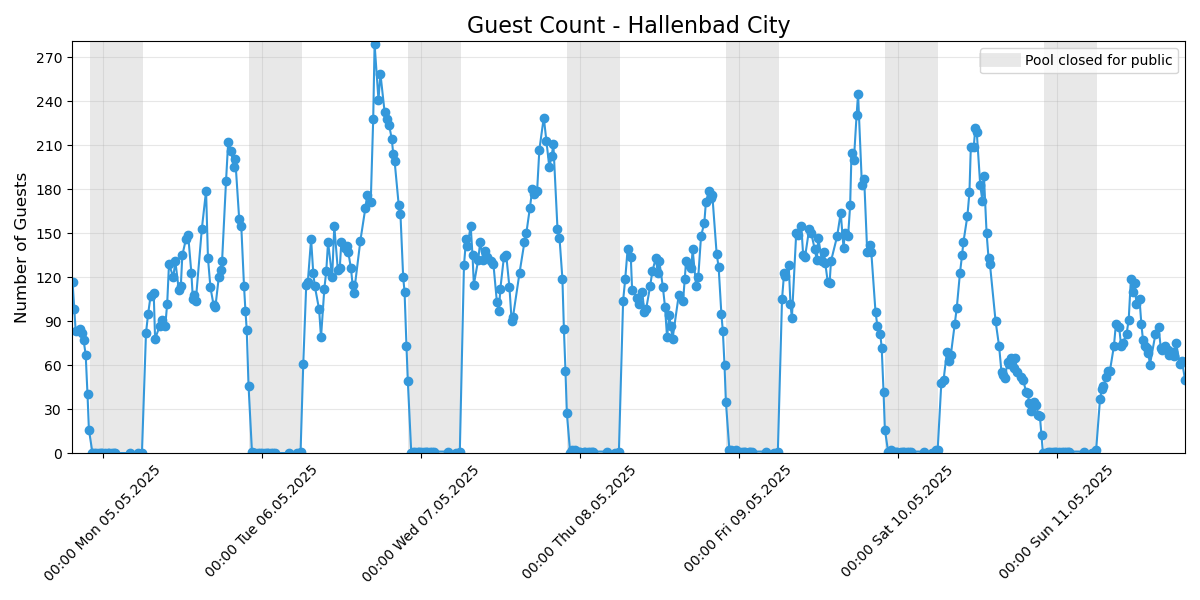 Guest Count - Hallenbad City
Pool closed for public
Number of Guests
270
240
210
180
150
120
90
60
30
0
00:00 Mon 05.05.2025
00:00 Tue 06.05.2025
00:00 Wed 07.05.2025
00:00 Thu 08.05.2025
00:00 Fri 09.05.2025
00:00 Sat 10.05.2025
00:00 Sun 11.05.2025